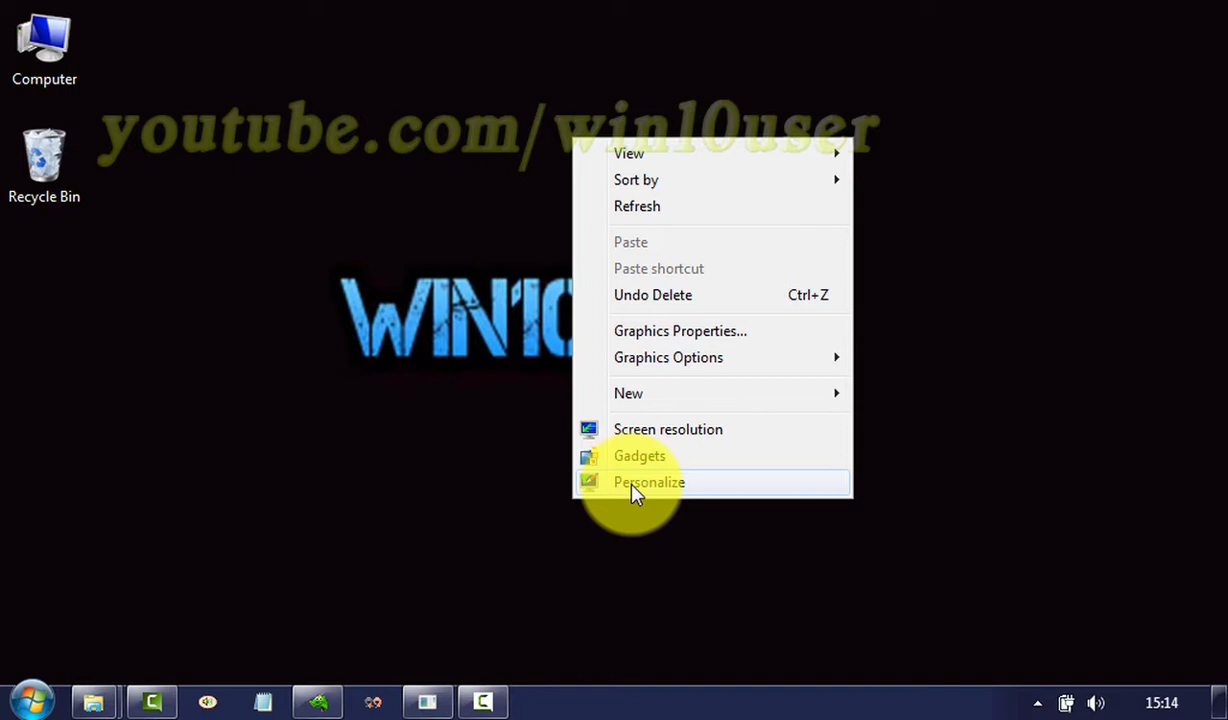 Computer
youtube.com/win10user
Recycle Bin
WIN10
View
Sort by
Refresh
Paste
Paste shortcut
Undo Delete Ctrl+Z
Graphics Properties...
Graphics Options
New
Screen resolution
Gadgets
Personalize
15:14